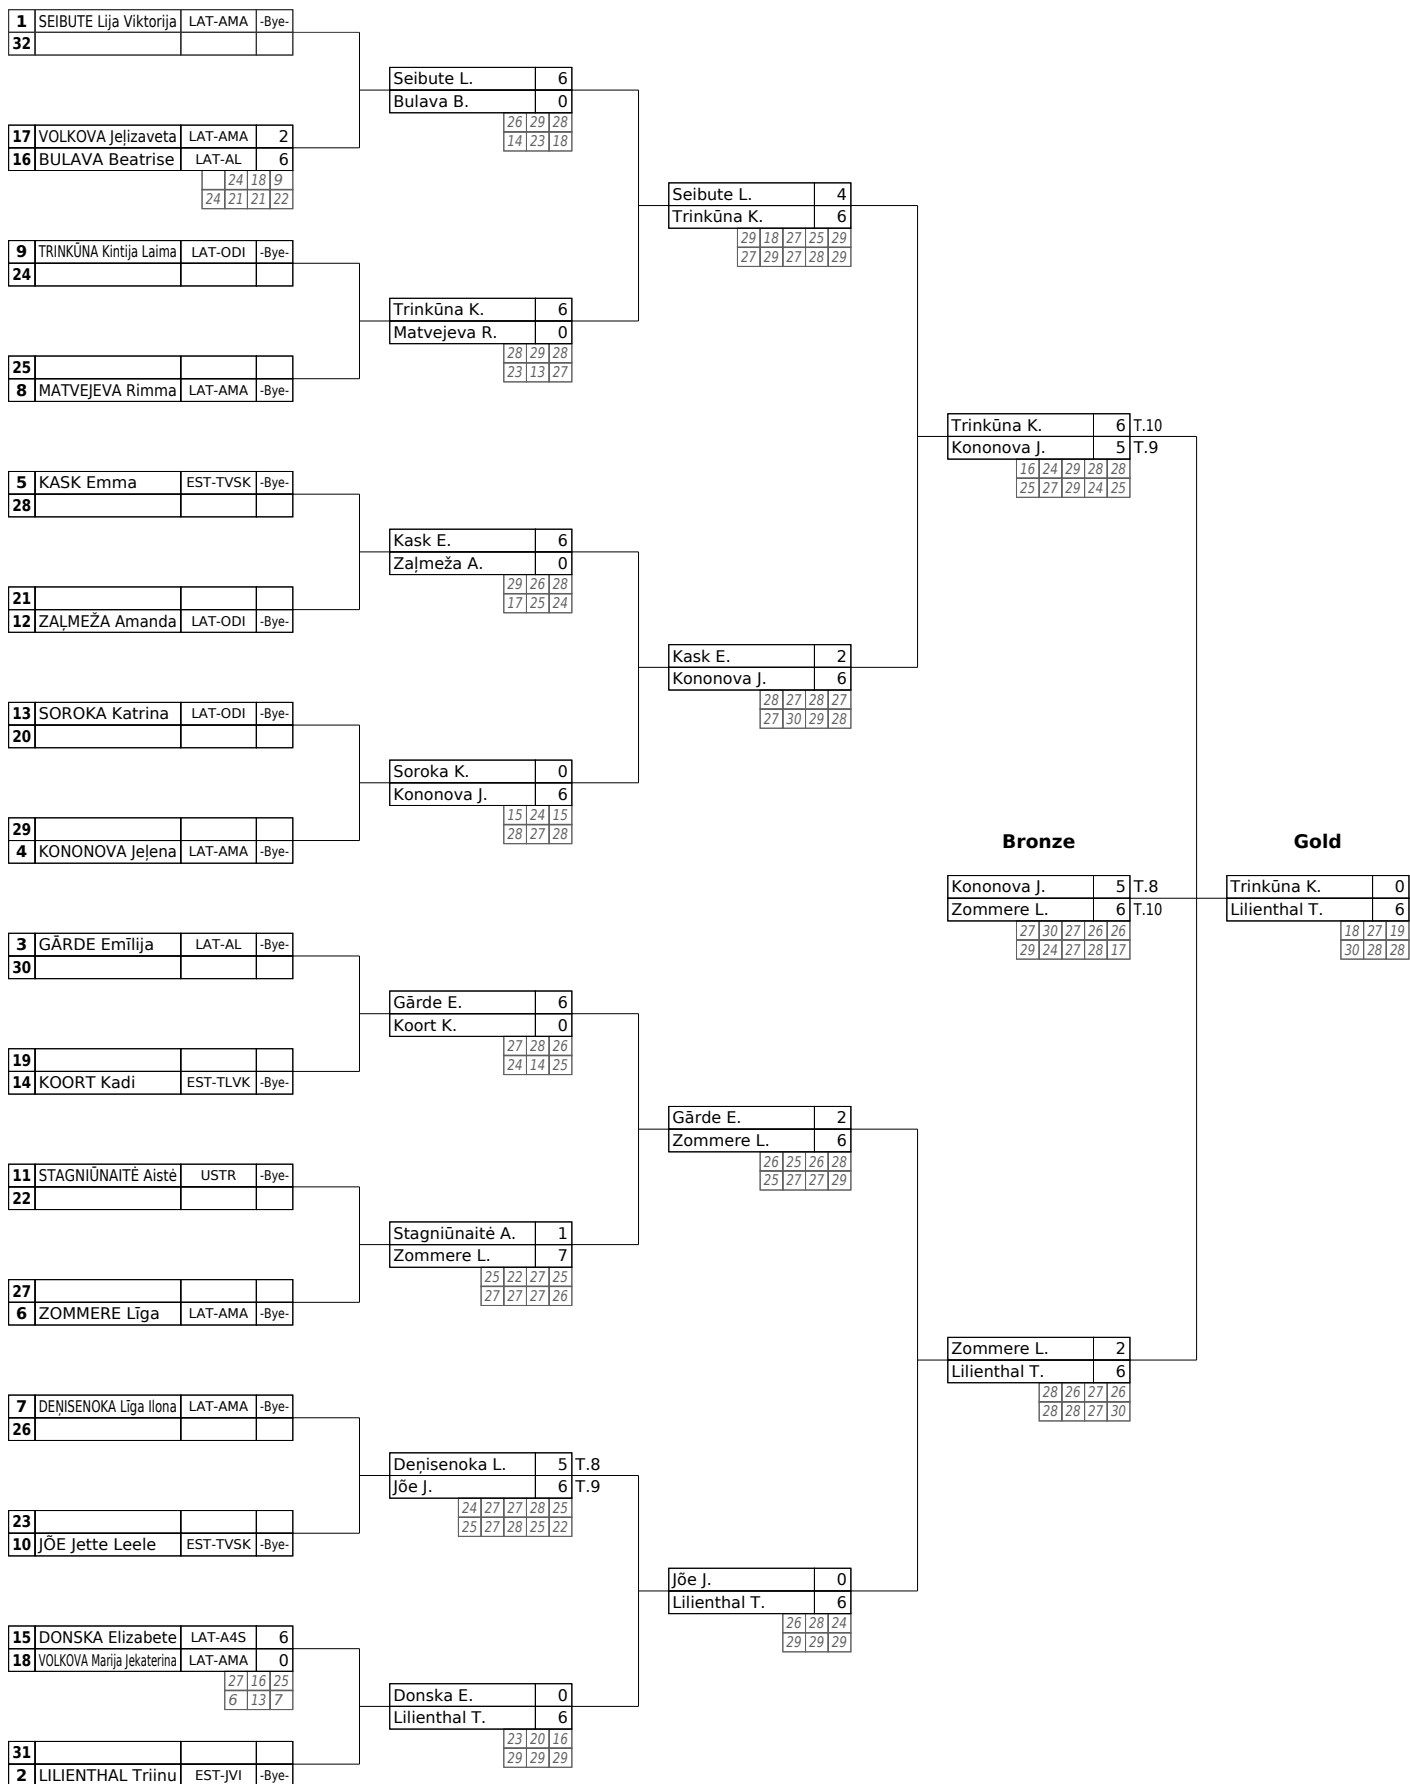 1 SEIBUTE Lija Viktorija LAT-AMA -Bye-
32
Seibute L. 6
Bulava B. 0
26 29 28
14 23 18
17 VOLKOVA Jeļizaveta LAT-AMA 2
16 BULAVA Beatrise LAT-AL 6
24 18 9
24 21 21 22
Seibute L. 4
Trinkūna K. 6
29 18 27 25 29
27 29 27 28 29
9 TRINKŪNA Kintija Laima LAT-ODI -Bye-
24
Trinkūna K. 6
Matvejeva R. 0
28 29 28
23 13 27
25
8 MATVEJEVA Rimma LAT-AMA -Bye-
Trinkūna K. 6 T.10
Kononova J. 5 T.9
16 24 29 28 28
25 27 29 24 25
5 KASK Emma EST-TVSK -Bye-
28
Kask E. 6
Zaļmeža A. 0
29 26 28
17 25 24
21
12 ZAĻMEŽA Amanda LAT-ODI -Bye-
Kask E. 2
Kononova J. 6
28 27 28 27
27 30 29 28
13 SOROKA Katrina LAT-ODI -Bye-
20
Soroka K. 0
Kononova J. 6
15 24 15
28 27 28
29
4 KONONOVA Jeļena LAT-AMA -Bye-
Bronze
Gold
Kononova J. 5 T.8
Zommere L. 6 T.10
27 30 27 26 26
29 24 27 28 17
Trinkūna K. 0
Lilienthal T. 6
18 27 19
30 28 28
3 GĀRDE Emīlija LAT-AL -Bye-
30
Gārde E. 6
Koort K. 0
27 28 26
24 14 25
19
14 KOORT Kadi EST-TLVK -Bye-
Gārde E. 2
Zommere L. 6
26 25 26 28
25 27 27 29
11 STAGNIŪNAITĖ Aistė USTR -Bye-
22
Stagniūnaitė A. 1
Zommere L. 7
25 22 27 25
27 27 27 26
27
6 ZOMMERE Līga LAT-AMA -Bye-
Zommere L. 2
Lilienthal T. 6
28 26 27 26
28 28 27 30
7 DEŅISENOKA Līga Ilona LAT-AMA -Bye-
26
Deņisenoka L. 5 T.8
Jõe J. 6 T.9
24 27 27 28 25
25 27 28 25 22
23
10 JÕE Jette Leele EST-TVSK -Bye-
Jõe J. 0
Lilienthal T. 6
26 28 24
29 29 29
15 DONSKA Elizabete LAT-A4S 6
18 VOLKOVA Marija Jekaterina LAT-AMA 0
27 16 25
6 13 7
Donska E. 0
Lilienthal T. 6
23 20 16
29 29 29
31
2 LILIENTHAL Triinu EST-JVI -Bye-